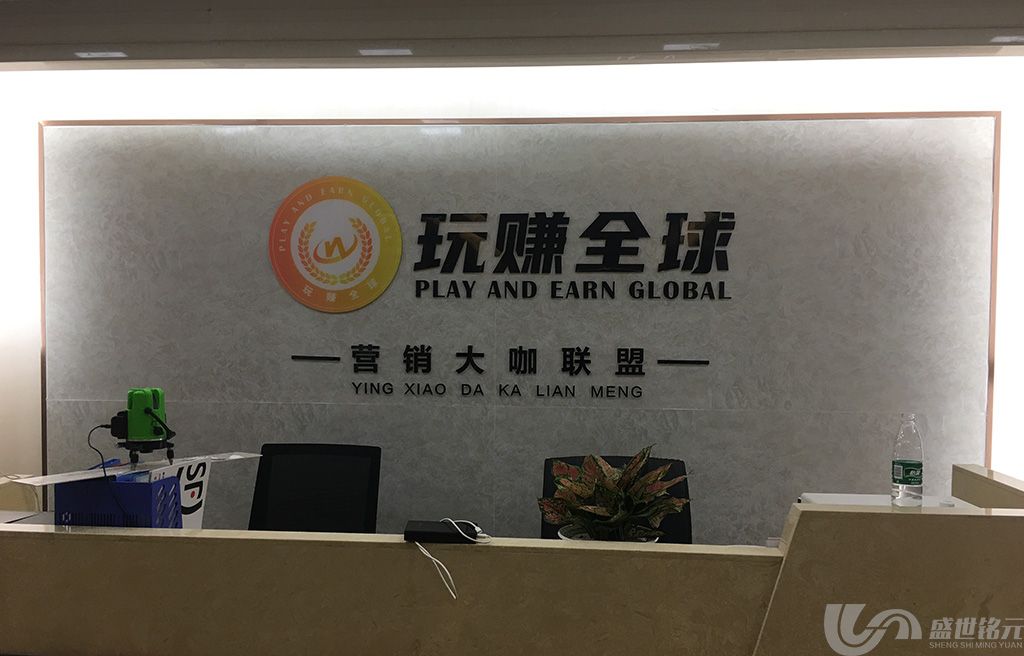 PLAY AND EARN GLOBAL
玩赚全球
玩赚全球
PLAY AND EARN GLOBAL
营销大咖联盟
YING XIAO DA KA LIAN MENG
SF
盛世铭元
SHENG SHI MING YUAN